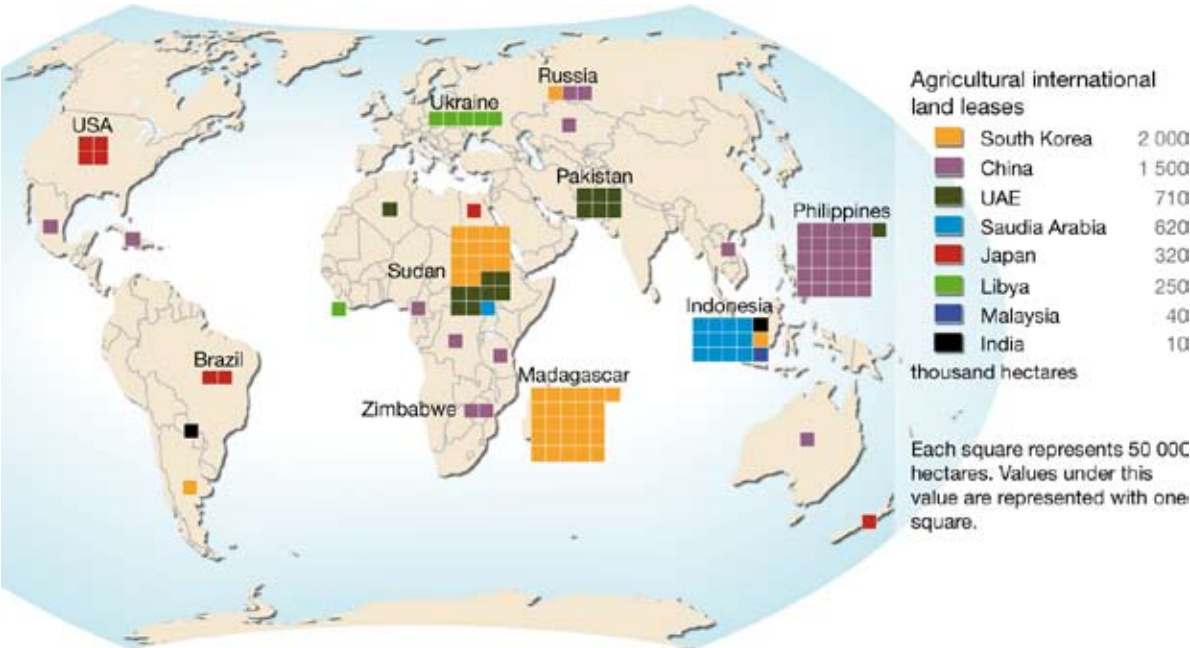 Russia
Ukraine
USA
Pakistan
Philippines
Sudan
Indonesia
Brazil
Madagascar
Zimbabwe
Agricultural international
land leases
South Korea 2 000
China 1 500
UAE 710
Saudia Arabia 620
Japan 320
Libya 250
Malaysia 40
India 10
thousand hectares
Each square represents 50 000
hectares. Values under this
value are represented with one
square.